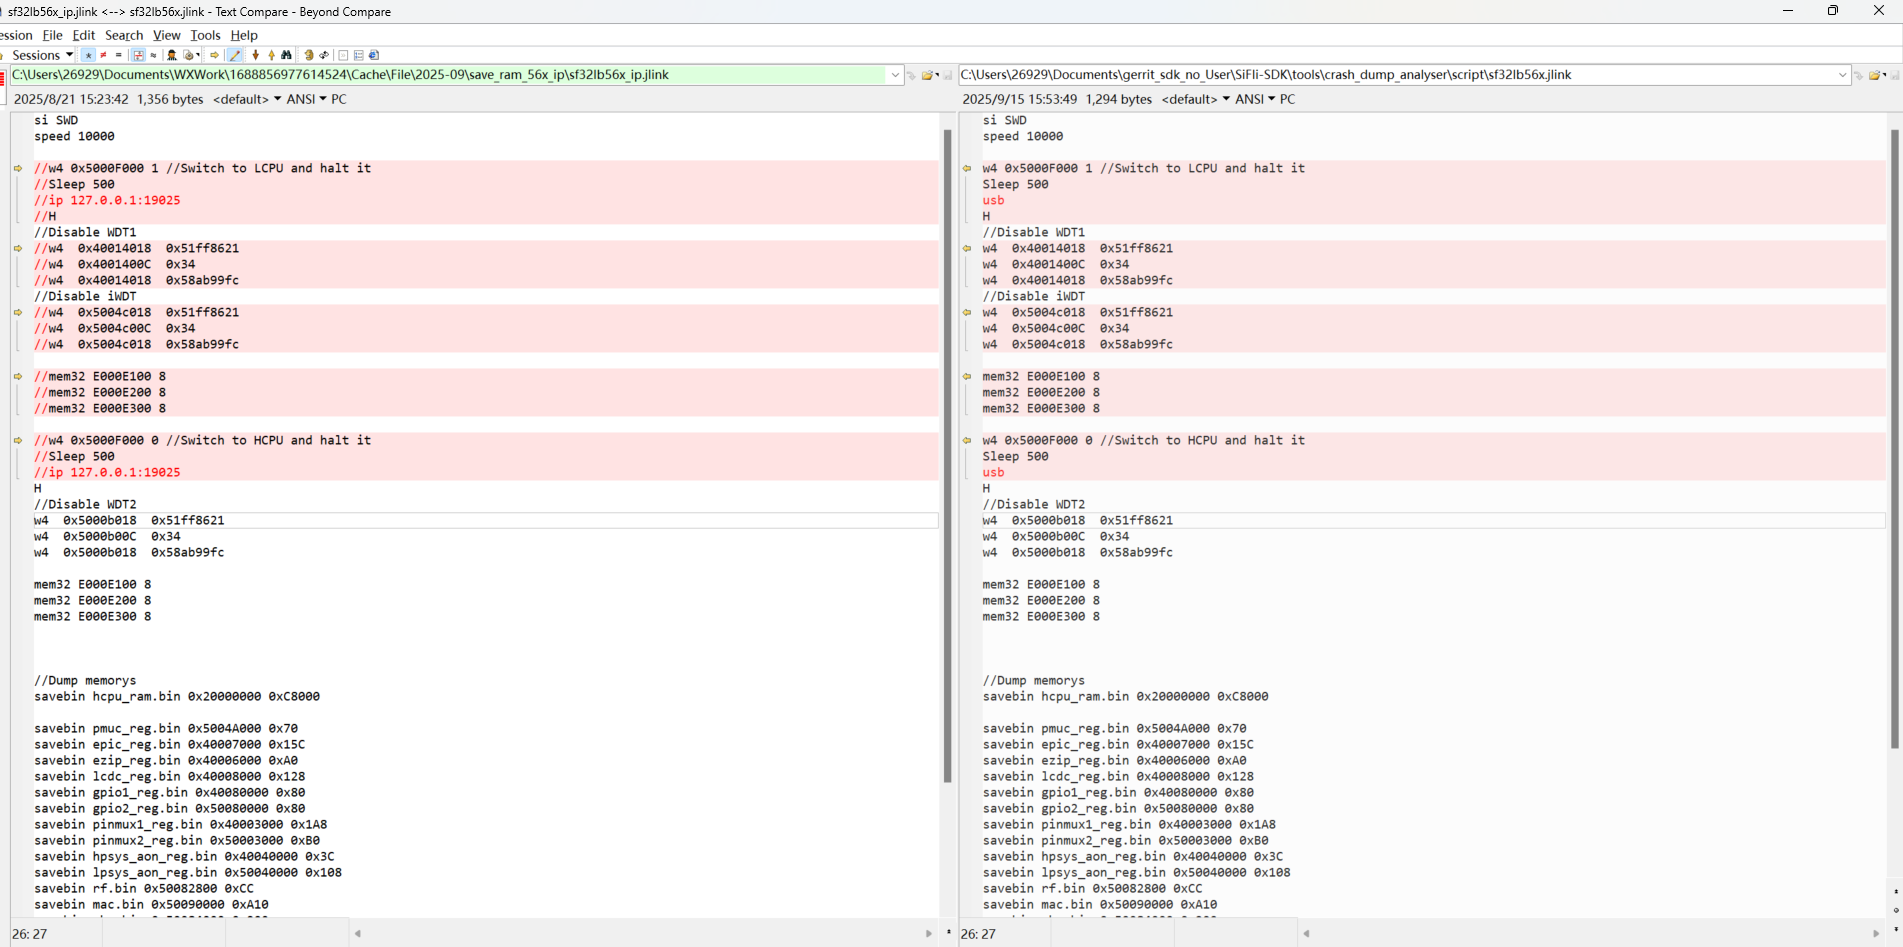 sf32lb56x_ip.jlink <--> sf32lb56x.jlink - Text Compare - Beyond Compare
ession File Edit Search View Tools Help
Sessions
C:\Users\26929\Documents\WXWork\1688856977614524\Cache\File\2025-09\save_ram_56x_ip\sf32lb56x_ip.jlink
2025/8/21 15:23:42 1,356 bytes <default> ANSI PC
si SWD
speed 10000
//w4 0x5000F000 1 //Switch to LCPU and halt it
//Sleep 500
//ip 127.0.0.1:19025
//H
//Disable WDT1
//w4  0x40014018  0x51ff8621
//w4  0x4001400C  0x34
//w4  0x40014018  0x58ab99fc
//Disable iWDT
//w4  0x5004c018  0x51ff8621
//w4  0x5004c00C  0x34
//w4  0x5004c018  0x58ab99fc
//mem32 E000E100 8
//mem32 E000E200 8
//mem32 E000E300 8
//w4 0x5000F000 0 //Switch to HCPU and halt it
//Sleep 500
//ip 127.0.0.1:19025
H
//Disable WDT2
w4  0x5000b018  0x51ff8621
w4  0x5000b00C  0x34
w4  0x5000b018  0x58ab99fc
mem32 E000E100 8
mem32 E000E200 8
mem32 E000E300 8
//Dump memorys
savebin hcpu_ram.bin 0x20000000 0xC8000
savebin pmuc_reg.bin 0x5004A000 0x70
savebin epic_reg.bin 0x40007000 0x15C
savebin ezip_reg.bin 0x40006000 0xA0
savebin lcdc_reg.bin 0x40008000 0x128
savebin gpio1_reg.bin 0x40080000 0x80
savebin gpio2_reg.bin 0x50080000 0x80
savebin pinmux1_reg.bin 0x40003000 0x1A8
savebin pinmux2_reg.bin 0x50003000 0xB0
savebin hpsys_aon_reg.bin 0x40040000 0x3C
savebin lpsys_aon_reg.bin 0x50040000 0x108
savebin rf.bin 0x50082800 0xCC
savebin mac.bin 0x50090000 0xA10
26: 27
C:\Users\26929\Documents\gerrit_sdk_no_User\SiFli-SDK\tools\crash_dump_analyser\script\sf32lb56x.jlink
2025/9/15 15:53:49 1,294 bytes <default> ANSI PC
si SWD
speed 10000
w4 0x5000F000 1 //Switch to LCPU and halt it
Sleep 500
usb
H
//Disable WDT1
w4  0x40014018  0x51ff8621
w4  0x4001400C  0x34
w4  0x40014018  0x58ab99fc
//Disable iWDT
w4  0x5004c018  0x51ff8621
w4  0x5004c00C  0x34
w4  0x5004c018  0x58ab99fc
mem32 E000E100 8
mem32 E000E200 8
mem32 E000E300 8
w4 0x5000F000 0 //Switch to HCPU and halt it
Sleep 500
usb
H
//Disable WDT2
w4  0x5000b018  0x51ff8621
w4  0x5000b00C  0x34
w4  0x5000b018  0x58ab99fc
mem32 E000E100 8
mem32 E000E200 8
mem32 E000E300 8
//Dump memorys
savebin hcpu_ram.bin 0x20000000 0xC8000
savebin pmuc_reg.bin 0x5004A000 0x70
savebin epic_reg.bin 0x40007000 0x15C
savebin ezip_reg.bin 0x40006000 0xA0
savebin lcdc_reg.bin 0x40008000 0x128
savebin gpio1_reg.bin 0x40080000 0x80
savebin gpio2_reg.bin 0x50080000 0x80
savebin pinmux1_reg.bin 0x40003000 0x1A8
savebin pinmux2_reg.bin 0x50003000 0xB0
savebin hpsys_aon_reg.bin 0x40040000 0x3C
savebin lpsys_aon_reg.bin 0x50040000 0x108
savebin rf.bin 0x50082800 0xCC
savebin mac.bin 0x50090000 0xA10
26: 27